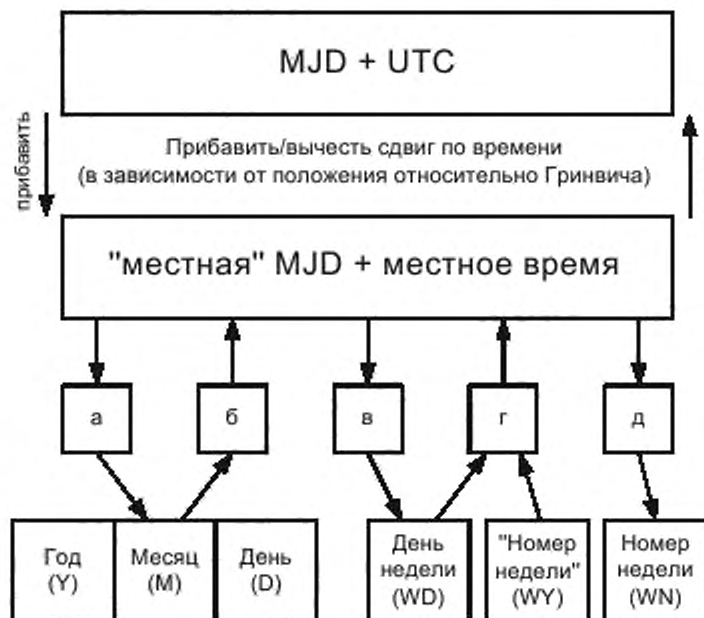 MJD + UTC
прибавить
Прибавить/вычесть сдвиг по времени
(в зависимости от положения относительно Гринвича)
"местная" MJD + местное время
а
б
в
г
д
Год
(Y)
Месяц
(M)
День
(D)
День
недели
(WD)
"Номер
недели"
(WY)
Номер
недели
(WN)